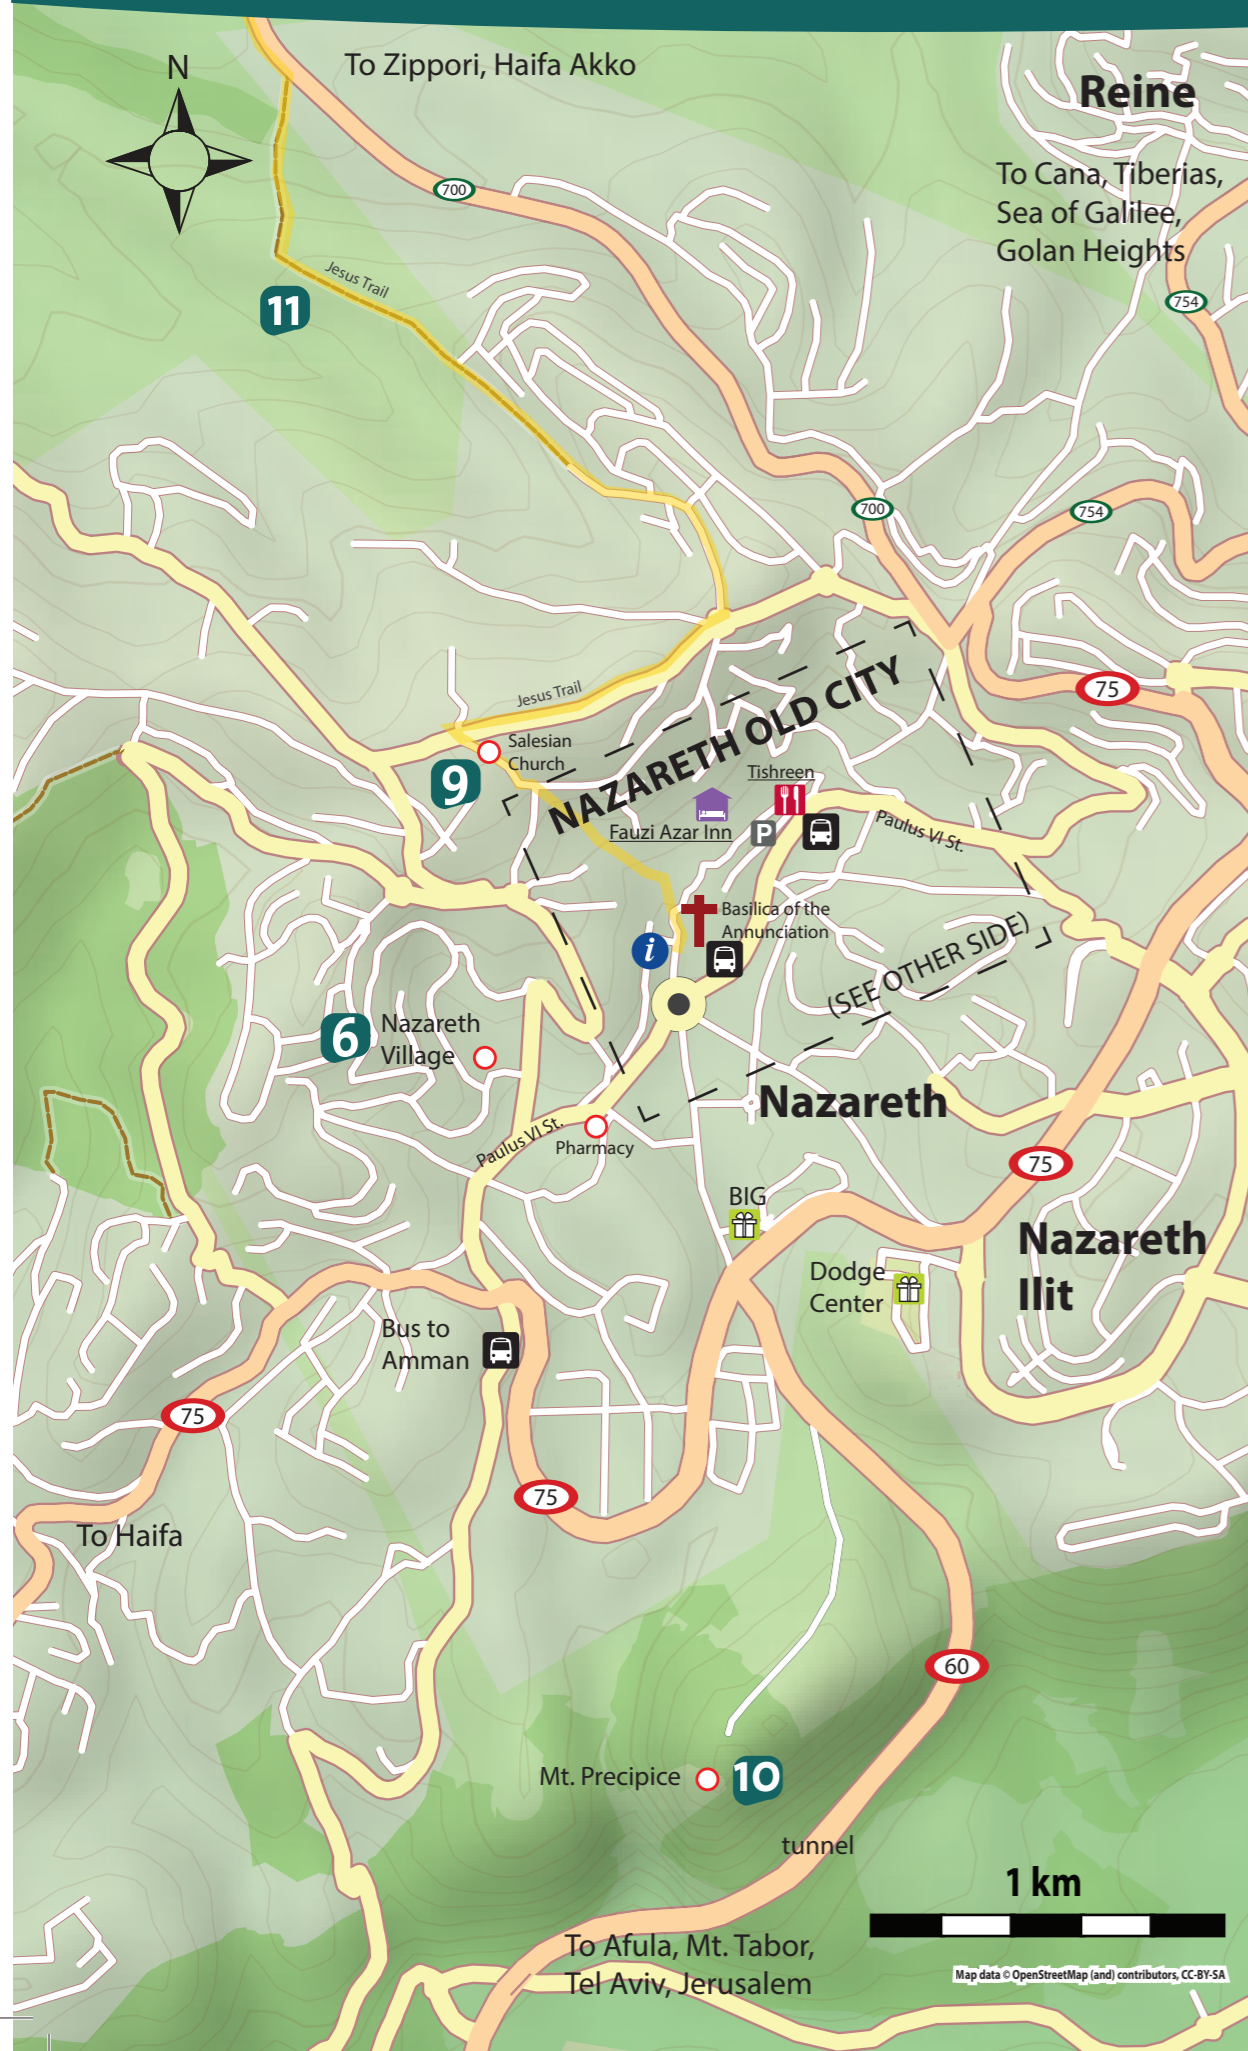 N
To Zippori, Haifa Akko
Reine
To Cana, Tiberias,
Sea of Galilee,
Golan Heights
700
754
Jesus Trail
11
700
754
75
Jesus Trail
Salesian
Church
9
NAZARETH OLD CITY
Tishreen
Fauzi Azar Inn
P
Paulus VI St.
Basilica of the
Annunciation
i
(SEE OTHER SIDE)
6
Nazareth
Village
Nazareth
Paulus VI St.
Pharmacy
75
BIG
Nazareth
Ilit
Dodge
Center
Bus to
Amman
75
75
To Haifa
60
Mt. Precipice
10
tunnel
1 km
To Afula, Mt. Tabor,
Tel Aviv, Jerusalem
Map data © OpenStreetMap (and) contributors, CC-BY-SA